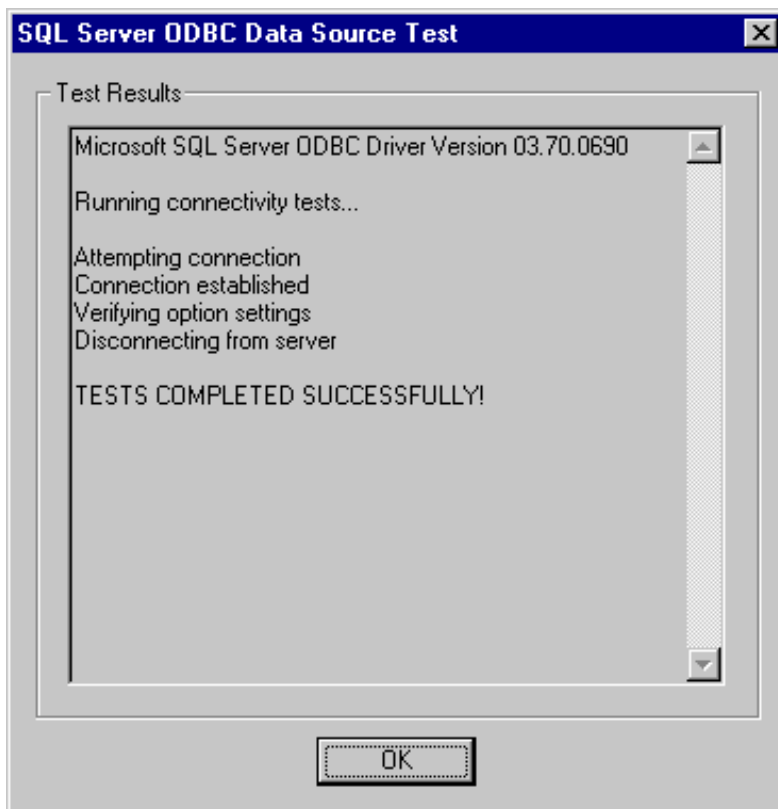 SQL Server ODBC Data Source Test
Test Results
Microsoft SQL Server ODBC Driver Version 03.70.0690
Running connectivity tests...
Attempting connection
Connection established
Verifying option settings
Disconnecting from server
TESTS COMPLETED SUCCESSFULLY!
OK